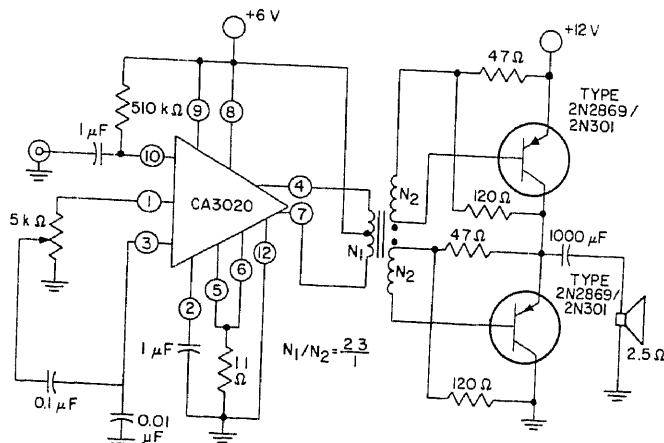 +6 V
+12 V
47 Ω
TYPE
2N2869/
2N301
510 kΩ
9
8
1 μF
10
4
N2
CA3020
1
7
120 Ω
5 kΩ
3
N1
47 Ω
1000 μF
N2
12
6
5
2
TYPE
2N2869/
2N301
1 μF
11
Ω
N1/N2 = 23
1
2.5 Ω
0.1 μF
120 Ω
0.01
μF